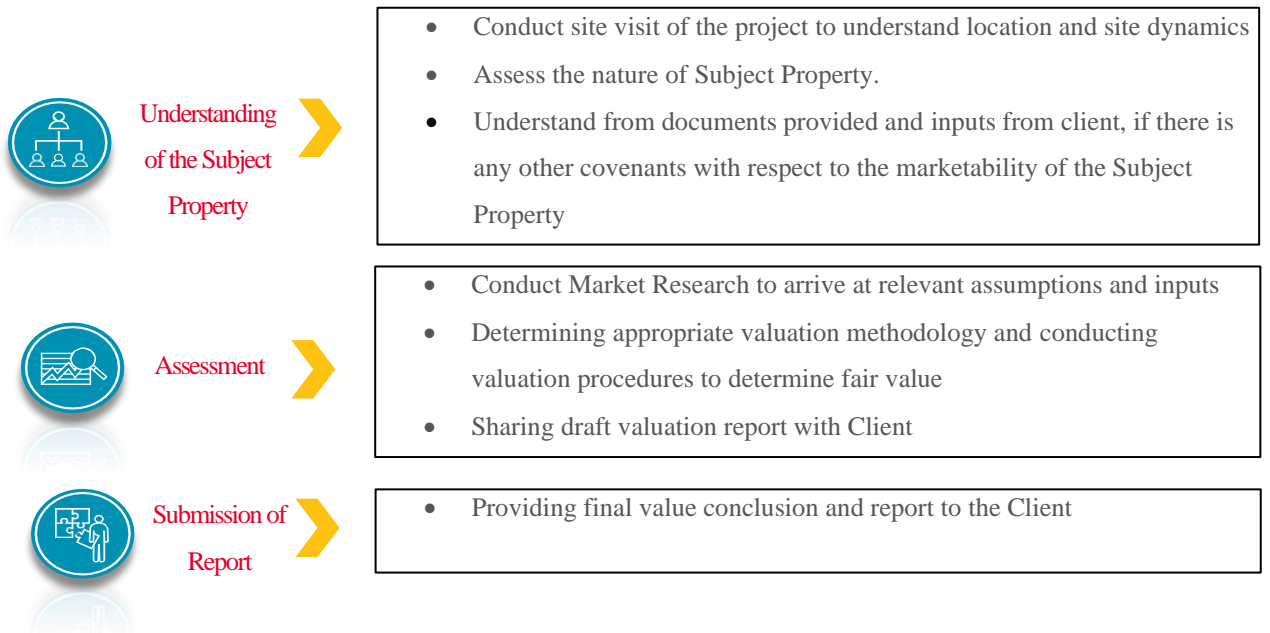 Understanding
of the Subject
Property
• Conduct site visit of the project to understand location and site dynamics
• Assess the nature of Subject Property.
• Understand from documents provided and inputs from client, if there is
any other covenants with respect to the marketability of the Subject
Property
Assessment
• Conduct Market Research to arrive at relevant assumptions and inputs
• Determining appropriate valuation methodology and conducting
valuation procedures to determine fair value
• Sharing draft valuation report with Client
Submission of
Report
• Providing final value conclusion and report to the Client